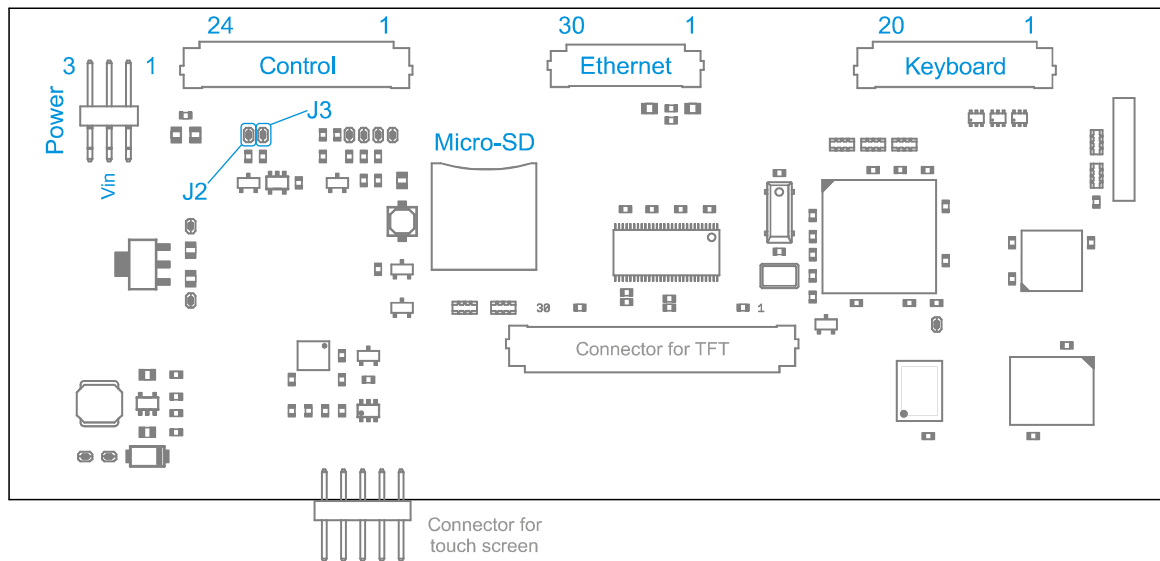 24
1
30
1
20
1
Control
Ethernet
Keyboard
3
1
Power
Vin
J3
J2
Micro-SD
30
1
Connector for TFT
Connector for
touch screen